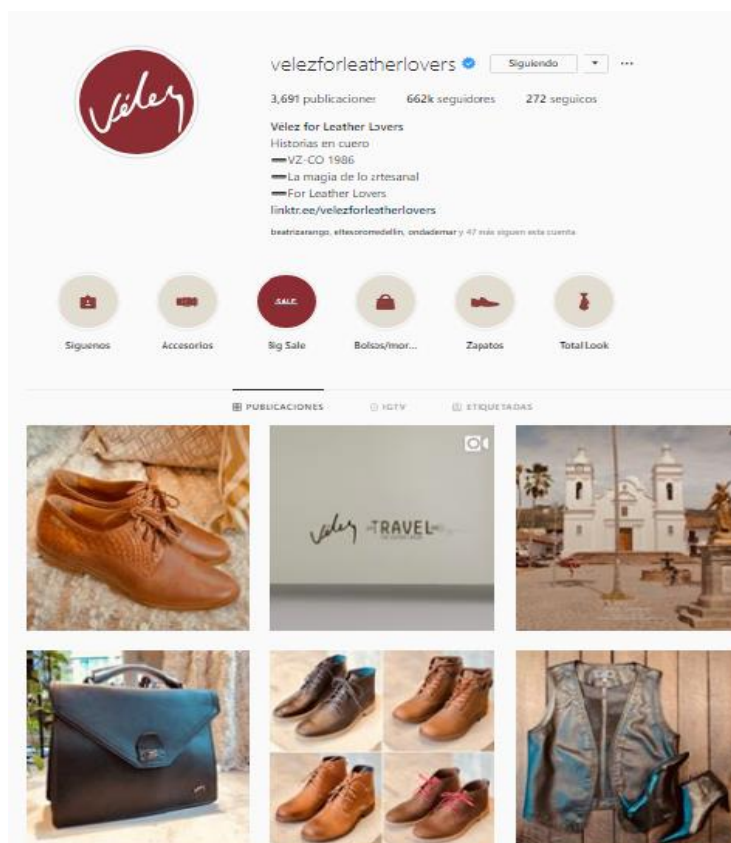 Vélez
velezforleatherlovers Siguiendo
3,691 publicaciones 662k seguidores 272 seguicos
Vélez for Leather Lovers
Historias en cuero
VZ-CO 1986
La magia de lo artesanal
For Leather Lovers
linktr.ee/velezforleatherlovers
beatrizarango, eltesoromedellin, ondademar y 47 más siguen esta cuenta
SALE
Siguenos Accesorios Big Sale Bolsos/mor... Zapatos Total Look
PUBLICACIONES IGTV ETIQUETADAS
Vélez TRAVEL